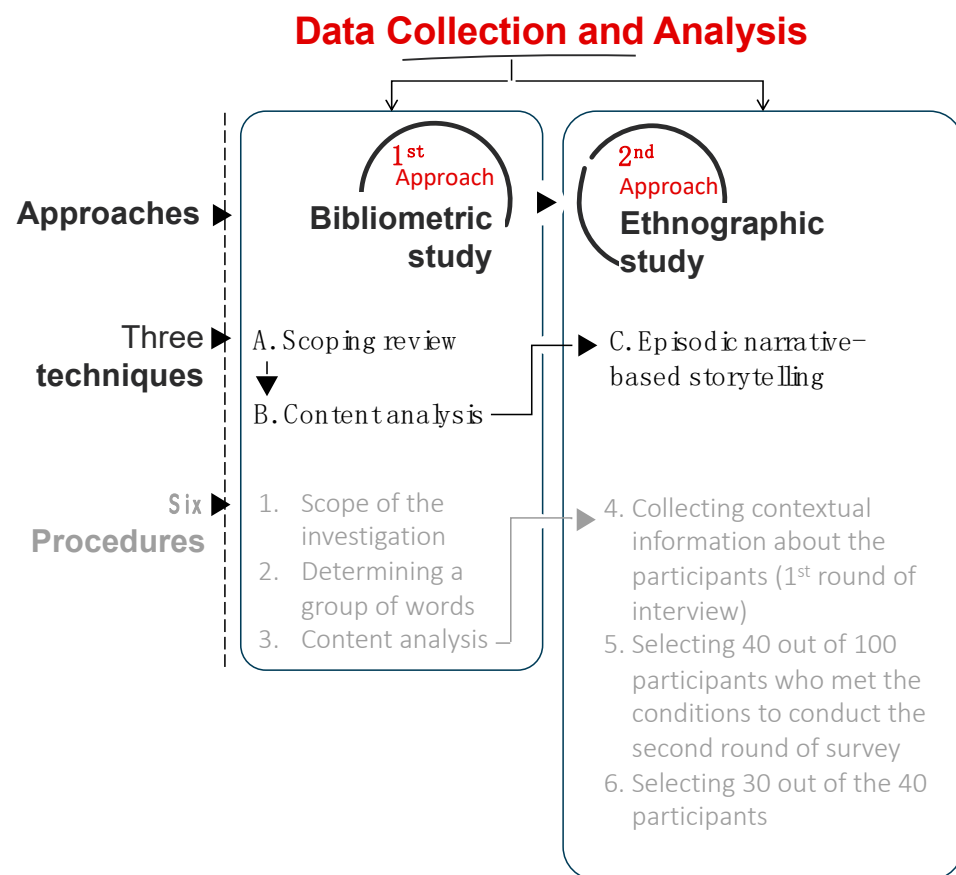 Data Collection and Analysis
Approaches
1st
Approach
Bibliometric
study
2nd
Approach
Ethnographic
study
Three
techniques
A. Scoping review
B. Content analysis
C. Episodic narrative-
based storytelling
Six
Procedures
1. Scope of the
investigation
2. Determining a
group of words
3. Content analysis
4. Collecting contextual
information about the
participants (1st round of
interview)
5. Selecting 40 out of 100
participants who met the
conditions to conduct the
second round of survey
6. Selecting 30 out of the 40
participants